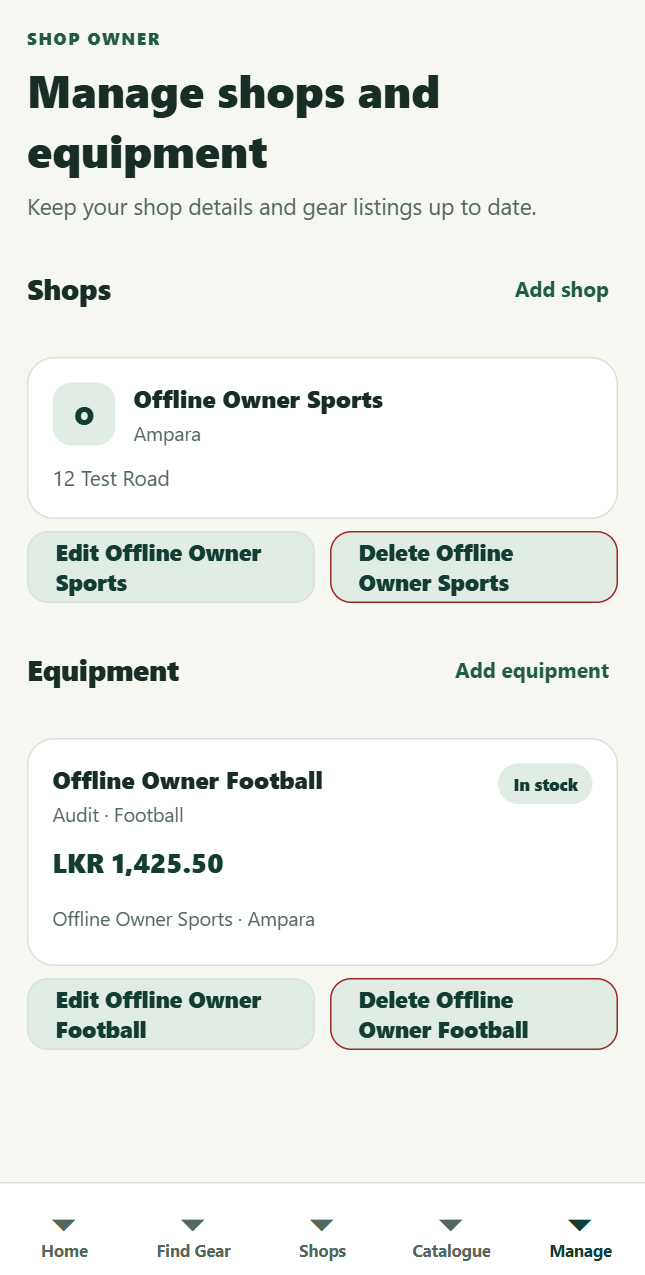 SHOP OWNER
Manage shops and
equipment
Keep your shop details and gear listings up to date.
Shops
Add shop
O
Offline Owner Sports
Ampara
12 Test Road
Edit Offline Owner
Sports
Delete Offline
Owner Sports
Equipment
Add equipment
Offline Owner Football
In stock
Audit · Football
LKR 1,425.50
Offline Owner Sports · Ampara
Edit Offline Owner
Football
Delete Offline
Owner Football
Home
Find Gear
Shops
Catalogue
Manage